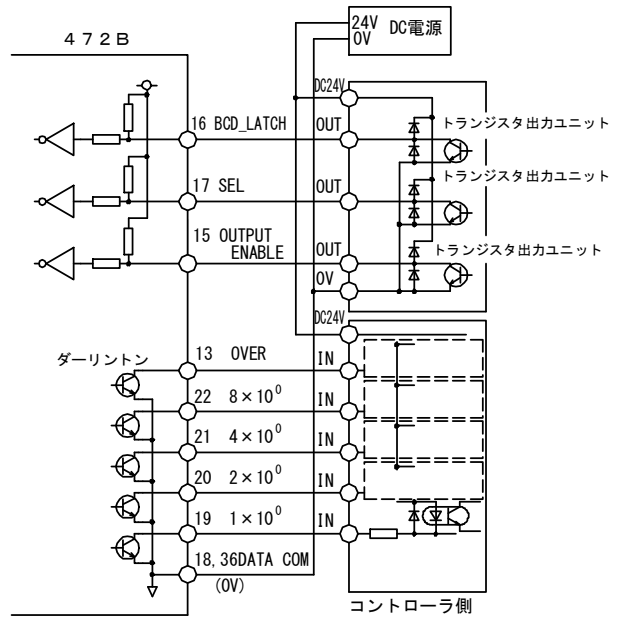 24V
0V
DC電源
472B
DC24V
16 BCD_LATCH
OUT
トランジスタ出力ユニット
トランジスタ出力ユニット
17 SEL
OUT
15 OUTPUT
ENABLE
OUT
トランジスタ出力ユニット
0V
DC24V
ダーリントン
13 OVER
IN
22 8×10⁰
IN
21 4×10⁰
IN
20 2×10⁰
IN
19 1×10⁰
IN
18,36DATA COM
(0V)
コントローラ側